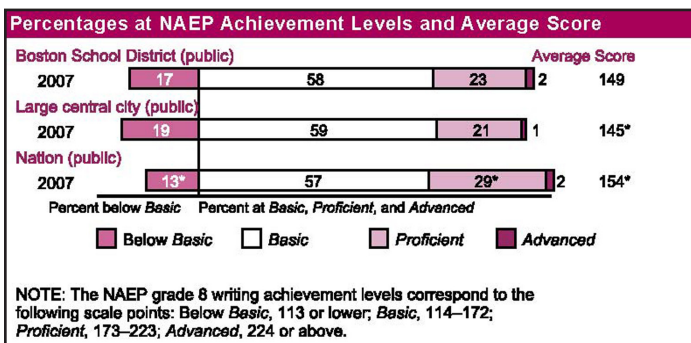 Percentages at NAEP Achievement Levels and Average Score
Boston School District (public) Average Score
2007 17 58 23 2 149
Large central city (public)
2007 19 59 21 1 145*
Nation (public)
2007 13* 57 29* 2 154*
Percent below Basic Percent at Basic, Proficient, and Advanced
Below Basic Basic Proficient Advanced
NOTE: The NAEP grade 8 writing achievement levels correspond to the
following scale points: Below Basic, 113 or lower; Basic, 114–172;
Proficient, 173–223; Advanced, 224 or above.